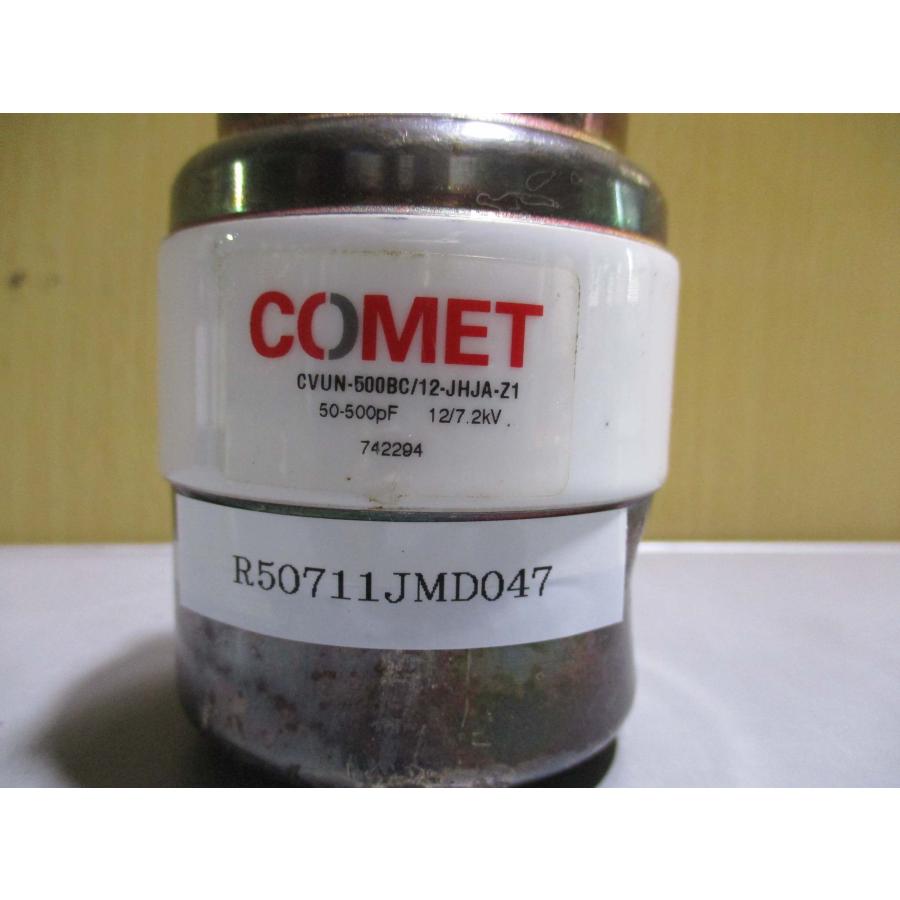 COMET
CVUN-500BC/12-JHJA-Z1
50-500pF 12/7.2kV
742294
R50711JMD047